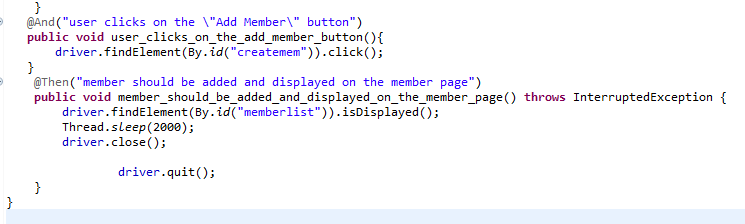 }
@And("user clicks on the \"Add Member\" button")
public void user_clicks_on_the_add_member_button(){
driver.findElement(By.id("createmem")).click();
}
@Then("member should be added and displayed on the member page")
public void member_should_be_added_and_displayed_on_the_member_page() throws InterruptedException {
driver.findElement(By.id("memberlist")).isDisplayed();
Thread.sleep(2000);
driver.close();
driver.quit();
}
}